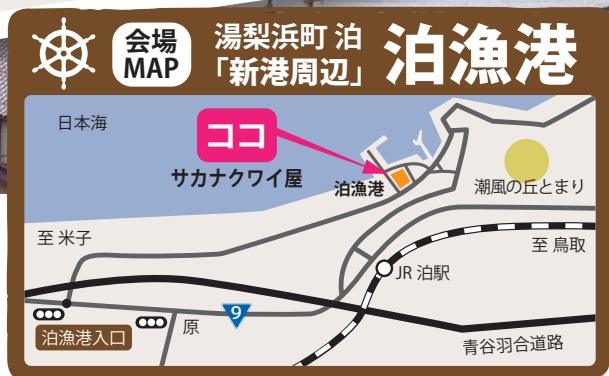 会場
MAP
湯梨浜町 泊
「新港周辺」
泊漁港
日本海
ココ
サカナクワイ屋
泊漁港
潮風の丘とまり
至 米子
至 鳥取
JR 泊駅
9
原
泊漁港入口
青谷羽合道路